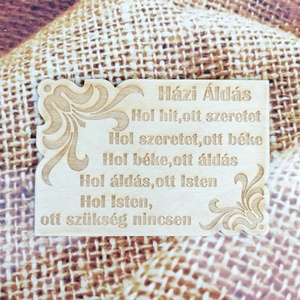 Házi Áldás
Hol hit,ott szeretet
Hol szeretet,ott béke
Hol béke,ott áldás
Hol áldás,ott Isten
Hol Isten,
ott szükség nincsen